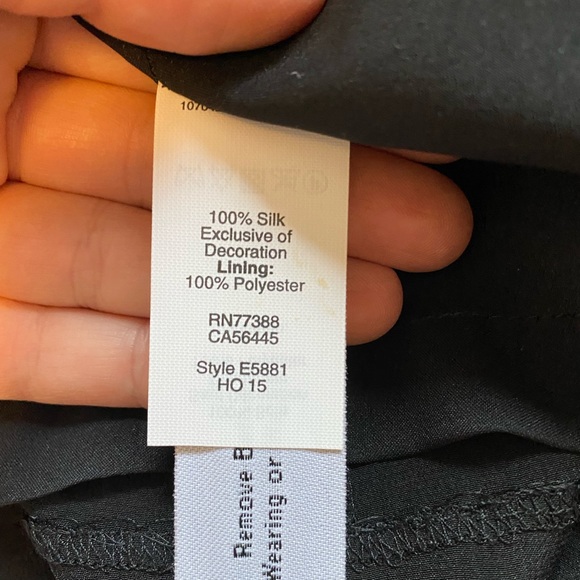 100% Silk
Exclusive of
Decoration
Lining:
100% Polyester
RN77388
CA56445
Style E5881
HO 15
Remove B
Wearing or